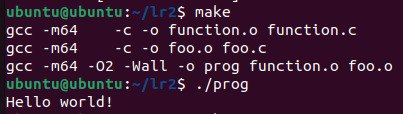 ubuntu@ubuntu:~/lr2$ make
gcc -m64    -c -o function.o function.c
gcc -m64    -c -o foo.o foo.c
gcc -m64 -O2 -Wall -o prog function.o foo.o
ubuntu@ubuntu:~/lr2$ ./prog
Hello world!